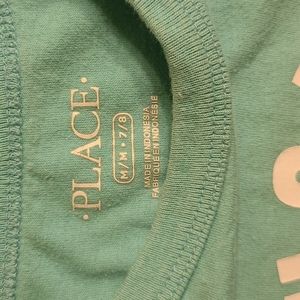 ·PLACE·
M/M • 7/8
MADE IN INDONESIA
FABRIQUÉ EN INDONÉSIE